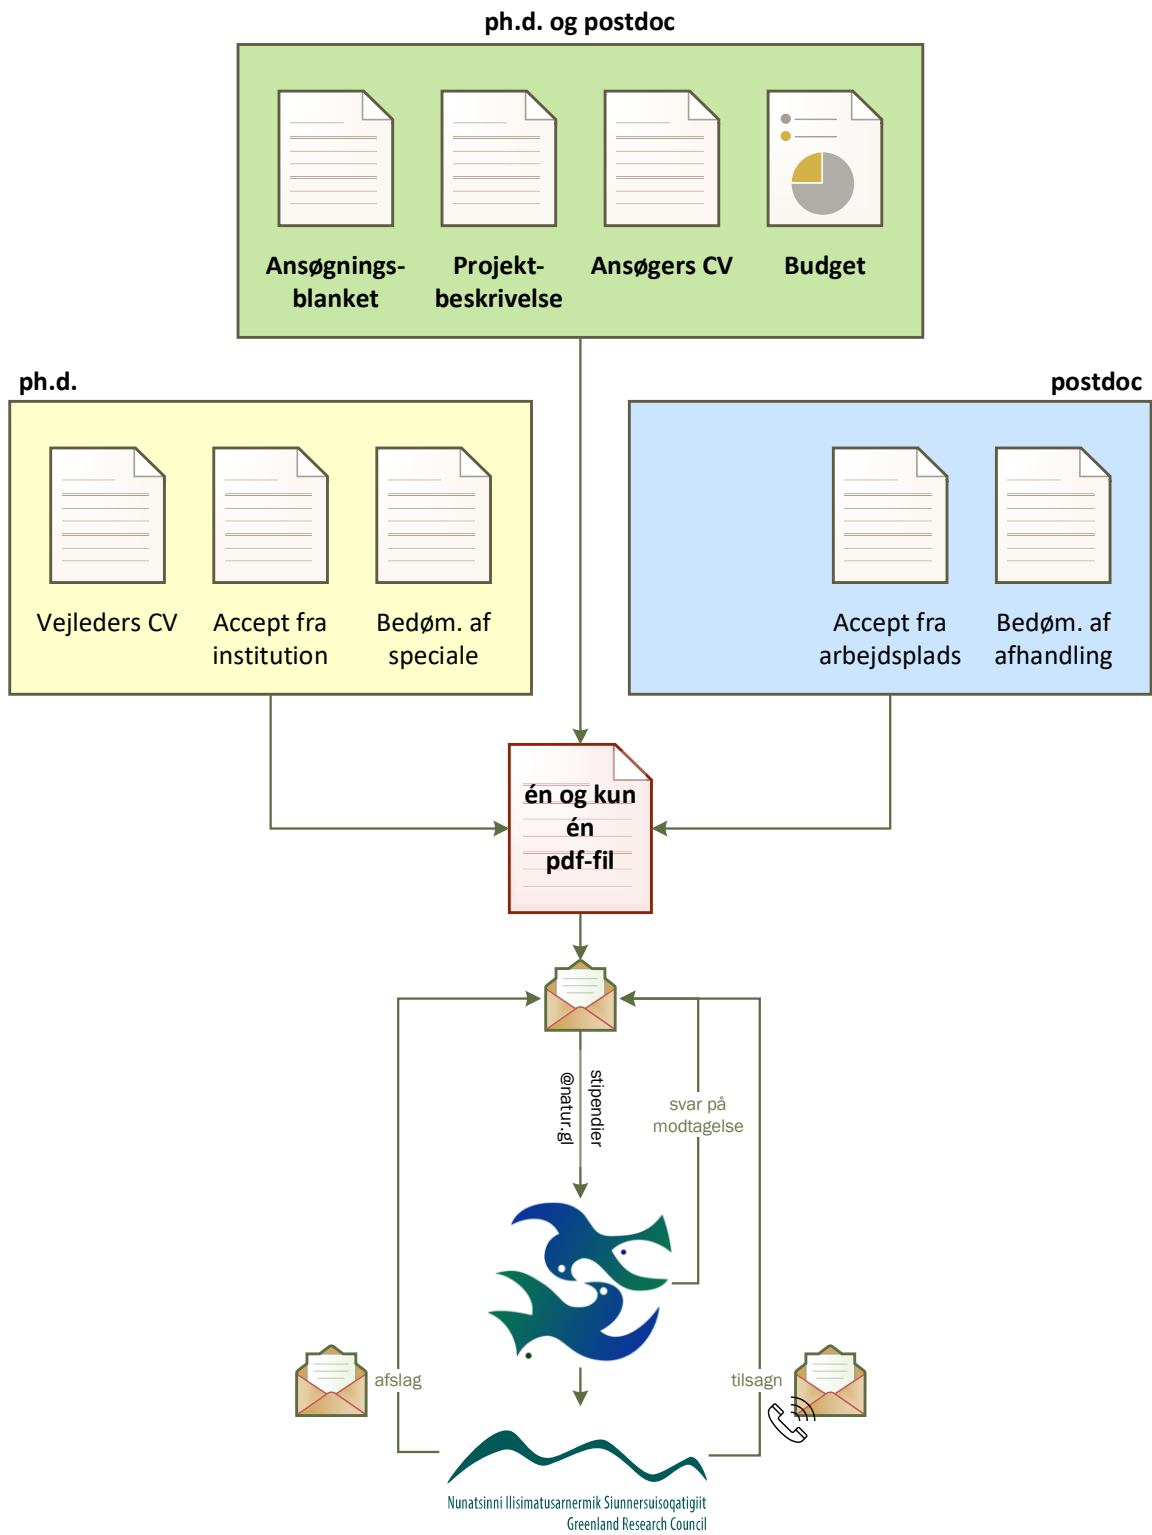 ph.d. og postdoc
Ansøgnings-
blanket
Projekt-
beskrivelse
Ansøgers CV
Budget
ph.d.
Vejleders CV
Accept fra
institution
Bedøm. af
speciale
postdoc
Accept fra
arbejdsplads
Bedøm. af
afhandling
én og kun
én
pdf-fil
stipendier
@natur.gl
svar på
modtagelse
afslag
tilsagn
Nunatsinni Ilisimatusarnermik Siunnersuisoqatigiit
Greenland Research Council